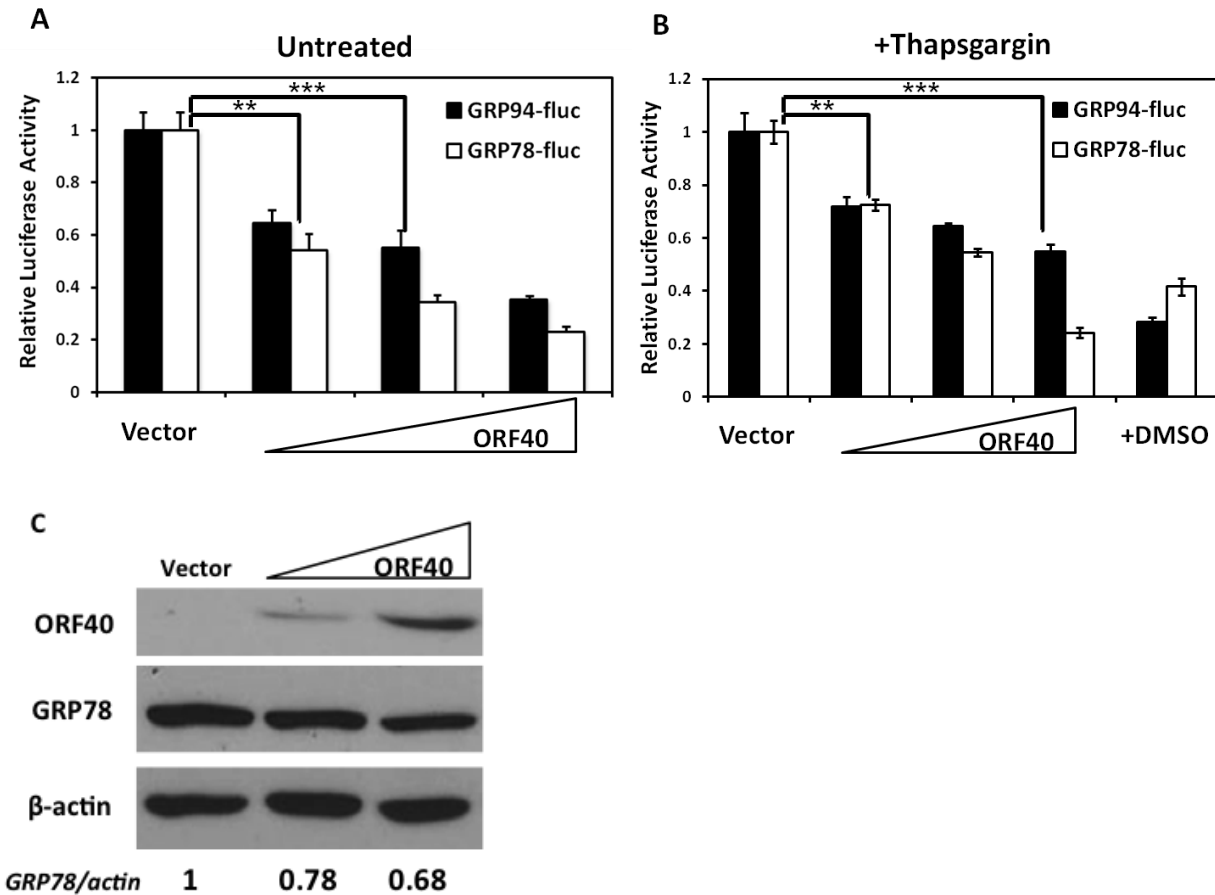 A
Untreated
Relative Luciferase Activity
1.2
1
0.8
0.6
0.4
0.2
0
**
***
GRP94-fluc
GRP78-fluc
Vector
ORF40
B
+Thapsgargin
Relative Luciferase Activity
1.2
1
0.8
0.6
0.4
0.2
0
**
***
GRP94-fluc
GRP78-fluc
Vector
ORF40
+DMSO
C
Vector
ORF40
ORF40
GRP78
β-actin
GRP78/actin 1 0.78 0.68